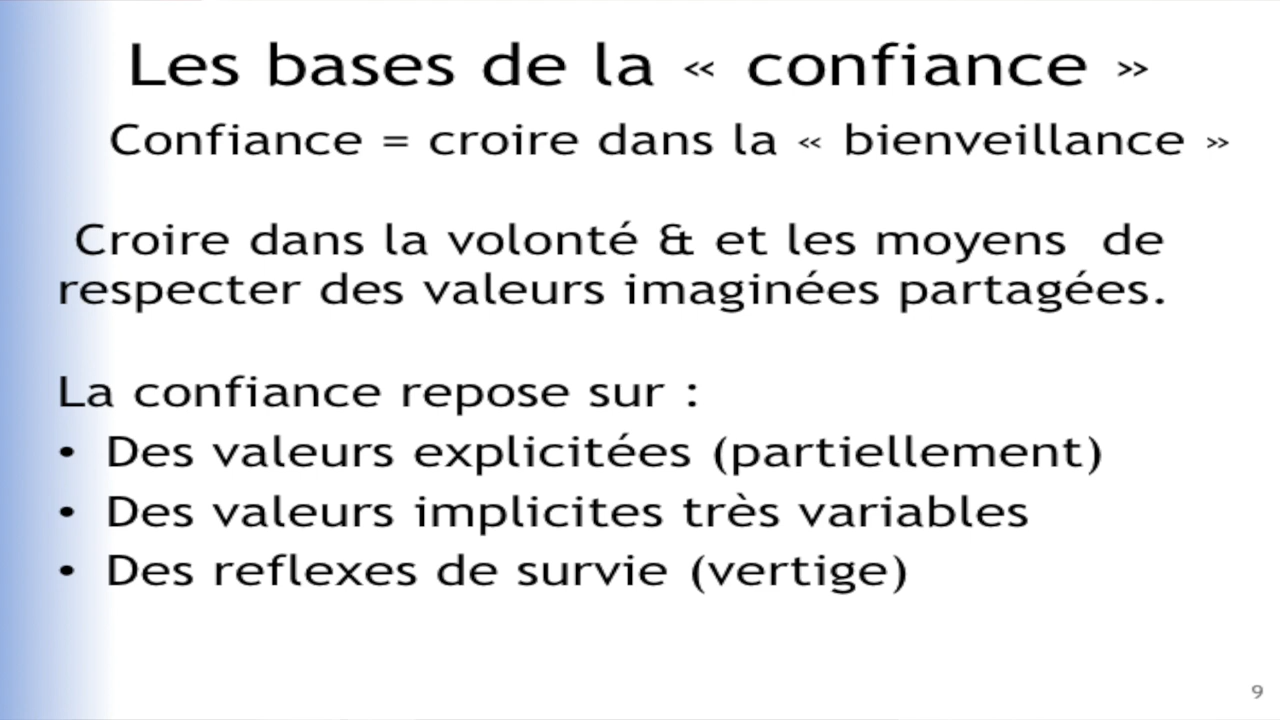 Les bases de la « confiance »
Confiance = croire dans la « bienveillance »
Croire dans la volonté & et les moyens  de
respecter des valeurs imaginées partagées.
La confiance repose sur :
• Des valeurs explicitées (partiellement)
• Des valeurs implicites très variables
• Des reflexes de survie (vertige)
9